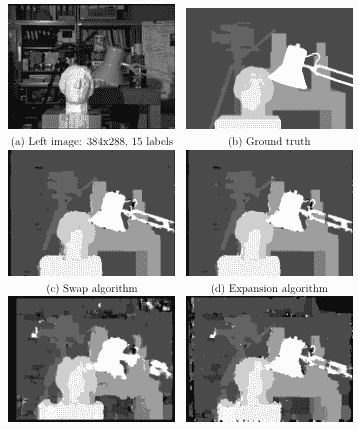 (a) Left image: 384x288, 15 labels
(b) Ground truth
(c) Swap algorithm
(d) Expansion algorithm